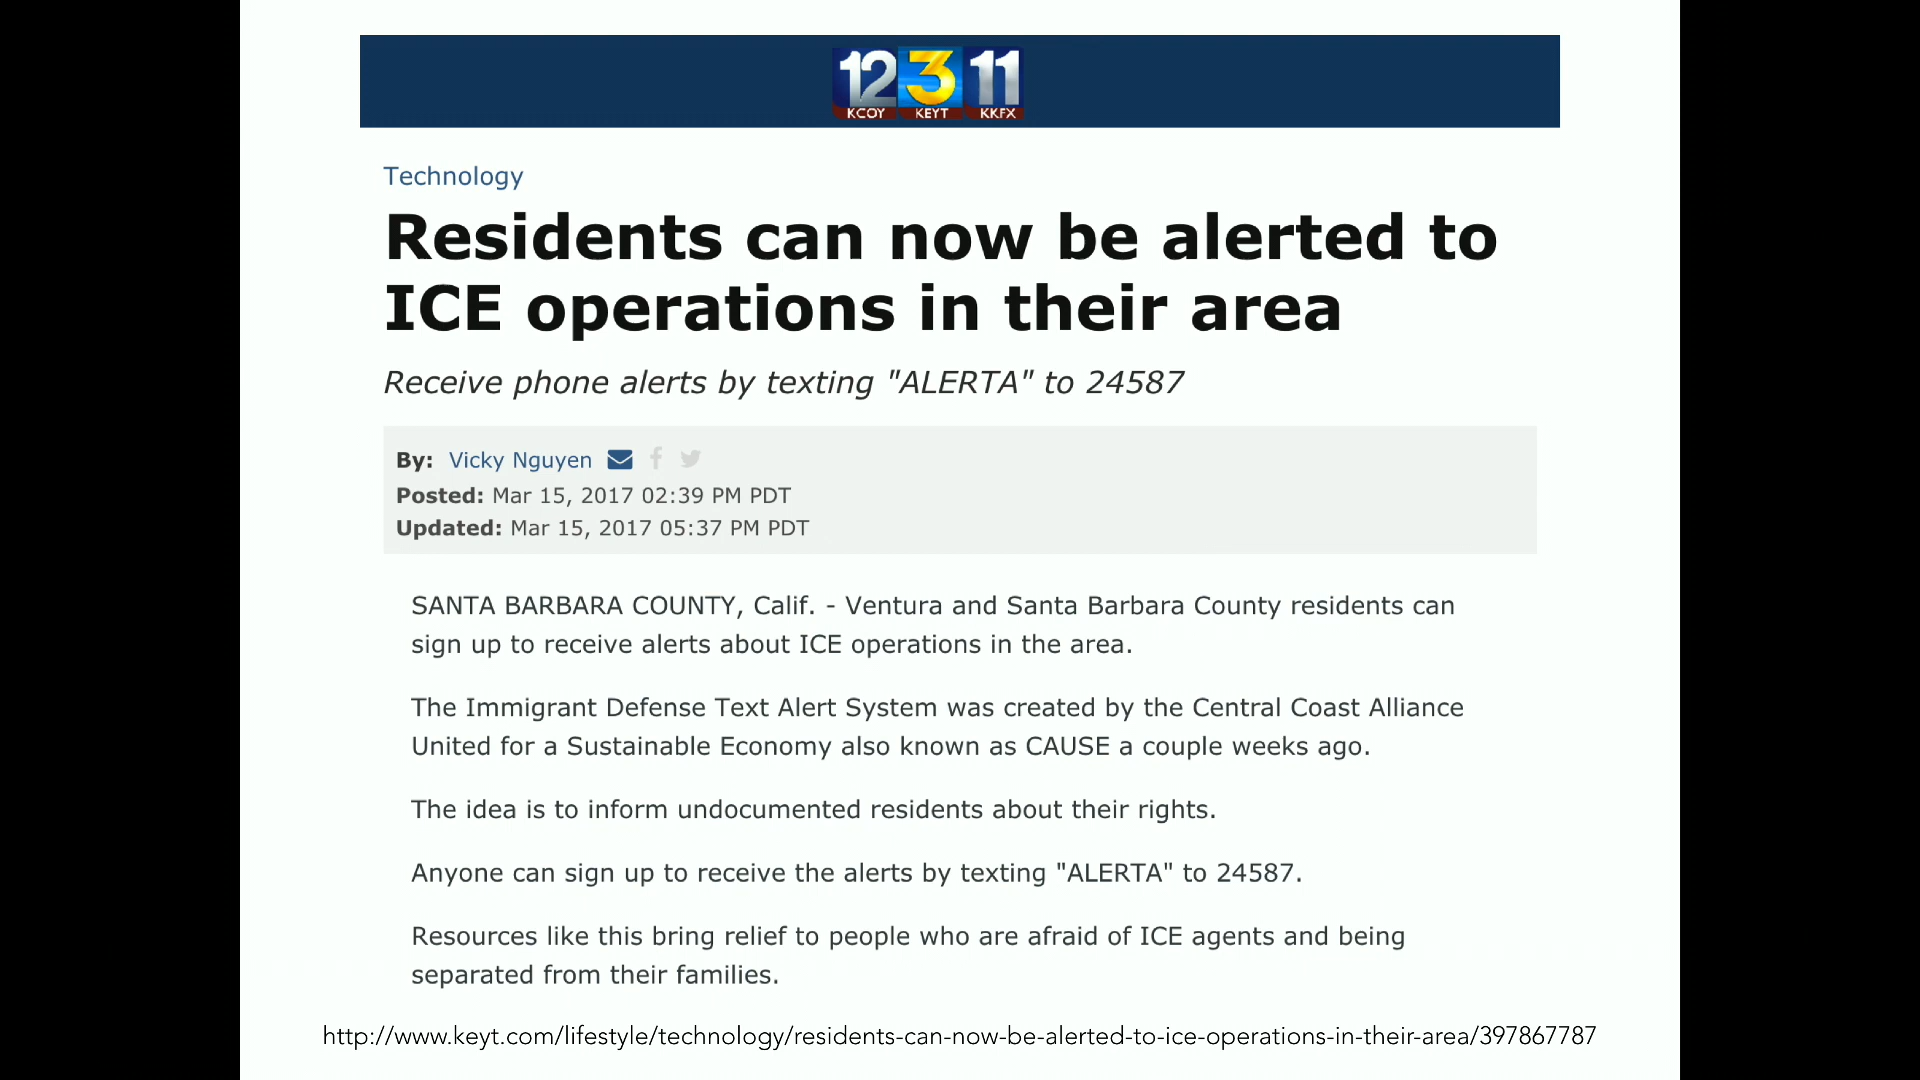 12 3 11
KCOY KEYT KKFX
Technology
Residents can now be alerted to
ICE operations in their area
Receive phone alerts by texting "ALERTA" to 24587
By: Vicky Nguyen
Posted: Mar 15, 2017 02:39 PM PDT
Updated: Mar 15, 2017 05:37 PM PDT
SANTA BARBARA COUNTY, Calif. - Ventura and Santa Barbara County residents can
sign up to receive alerts about ICE operations in the area.
The Immigrant Defense Text Alert System was created by the Central Coast Alliance
United for a Sustainable Economy also known as CAUSE a couple weeks ago.
The idea is to inform undocumented residents about their rights.
Anyone can sign up to receive the alerts by texting "ALERTA" to 24587.
Resources like this bring relief to people who are afraid of ICE agents and being
separated from their families.
http://www.keyt.com/lifestyle/technology/residents-can-now-be-alerted-to-ice-operations-in-their-area/397867787